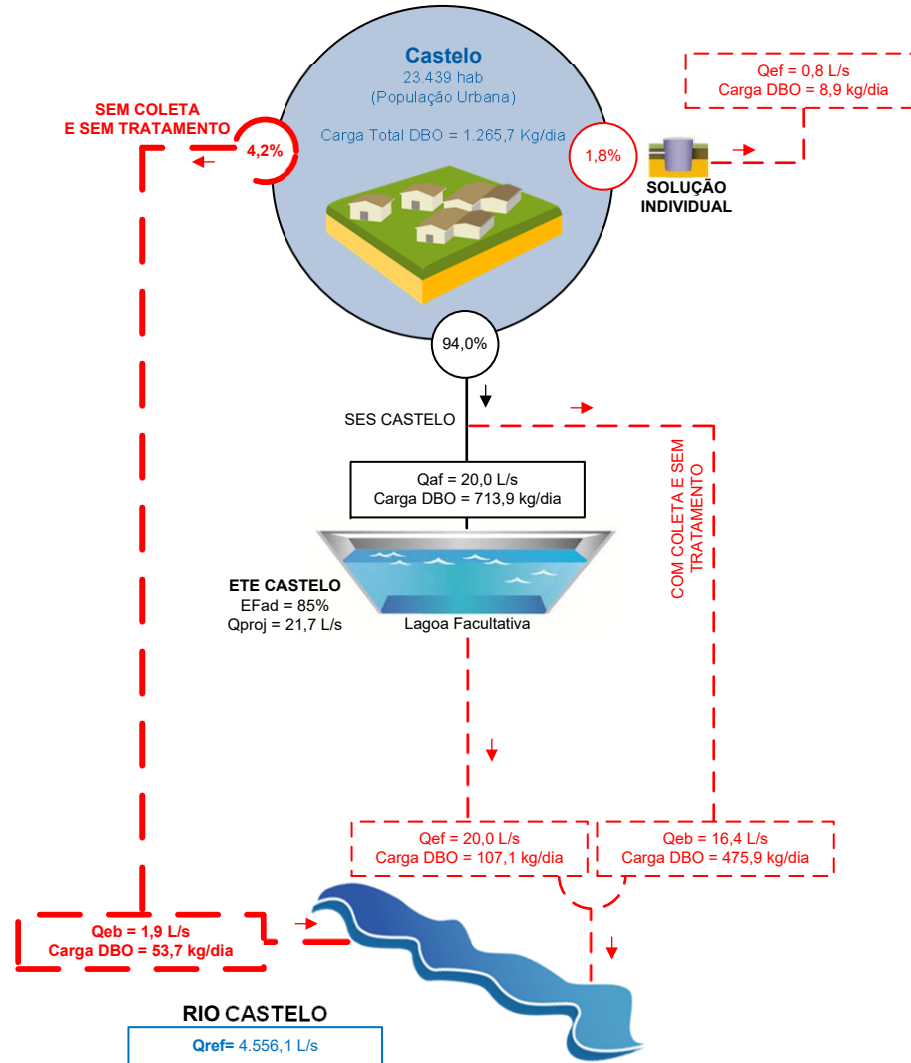 Castelo
23.439 hab
(População Urbana)
Carga Total DBO = 1.265,7 Kg/dia
Qef = 0,8 L/s
Carga DBO = 8,9 kg/dia
SEM COLETA
E SEM TRATAMENTO
4,2%
1,8%
SOLUÇÃO
INDIVIDUAL
94,0%
SES CASTELO
Qaf = 20,0 L/s
Carga DBO = 713,9 kg/dia
COM COLETA E SEM
TRATAMENTO
ETE CASTELO
EFad = 85%
Qproj = 21,7 L/s
Lagoa Facultativa
Qef = 20,0 L/s
Carga DBO = 107,1 kg/dia
Qeb = 16,4 L/s
Carga DBO = 475,9 kg/dia
Qeb = 1,9 L/s
Carga DBO = 53,7 kg/dia
RIO CASTELO
Qref= 4.556,1 L/s